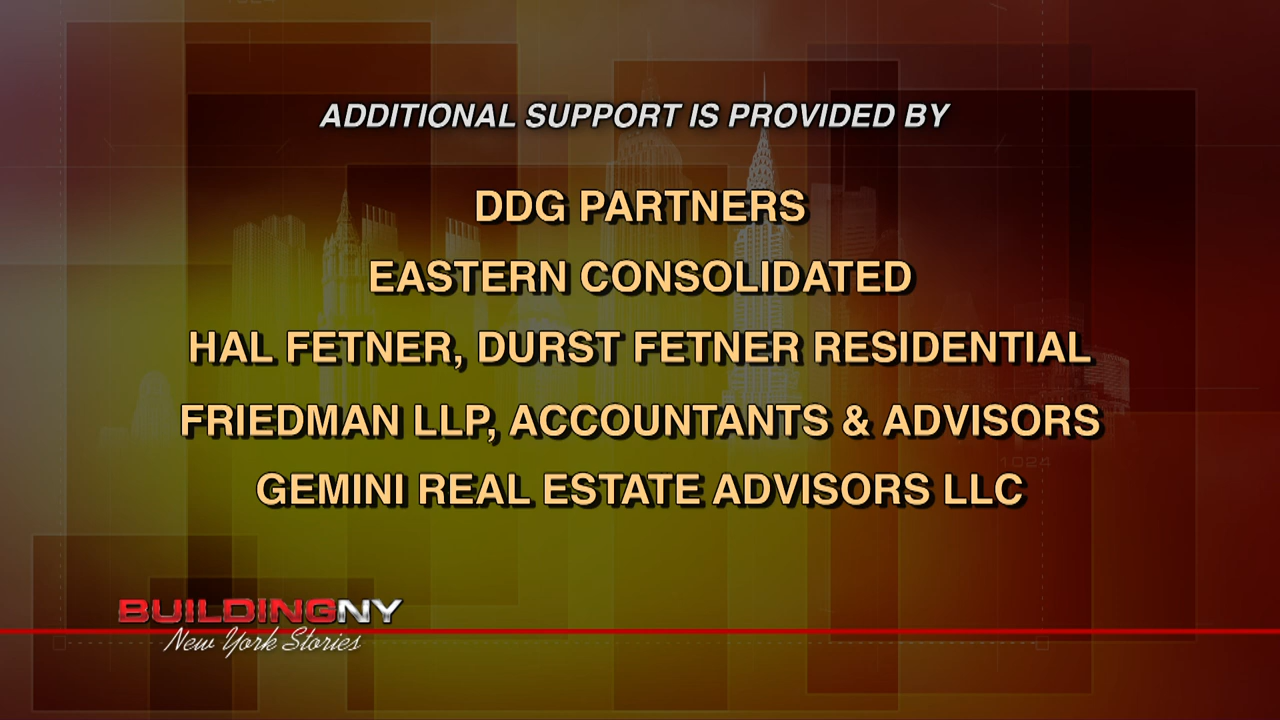 ADDITIONAL SUPPORT IS PROVIDED BY
DDG PARTNERS
EASTERN CONSOLIDATED
HAL FETNER, DURST FETNER RESIDENTIAL
FRIEDMAN LLP, ACCOUNTANTS & ADVISORS
1024
GEMINI REAL ESTATE ADVISORS LLC
BUILDINGNY
New York Stories